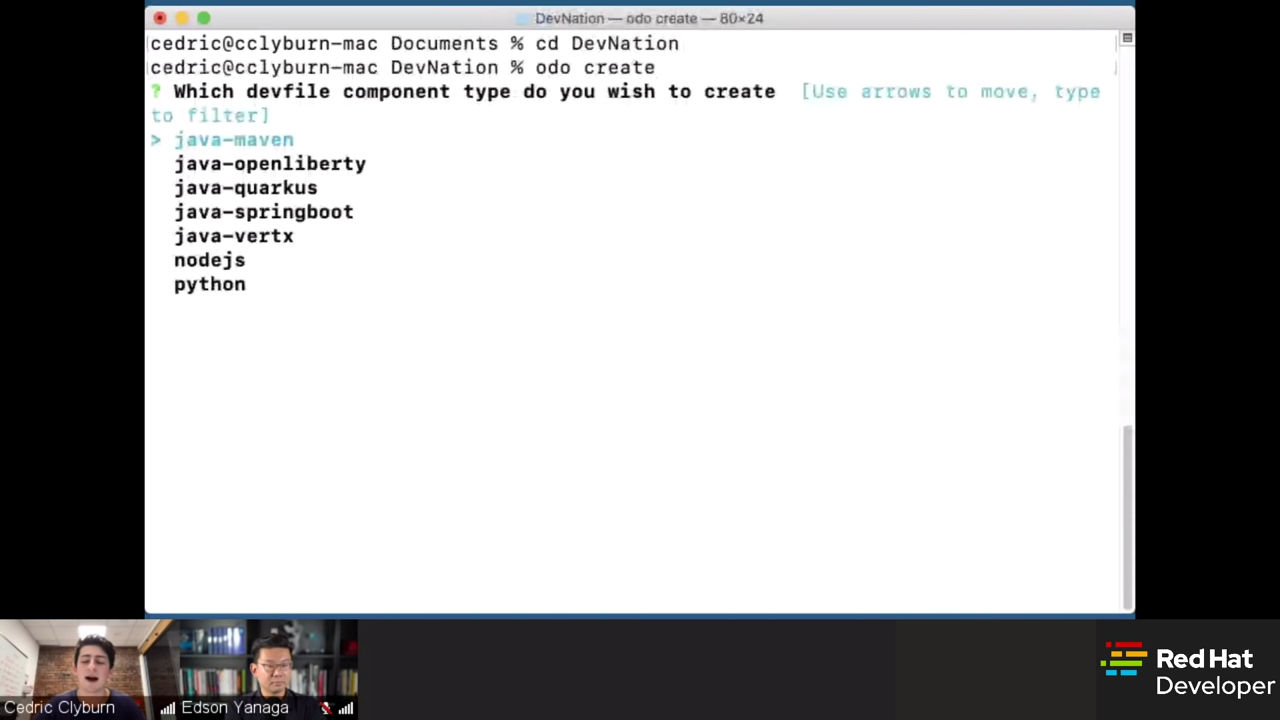 DevNation — odo create — 80×24
cedric@cclyburn-mac Documents % cd DevNation
cedric@cclyburn-mac DevNation % odo create
? Which devfile component type do you wish to create [Use arrows to move, type
to filter]
> java-maven
java-openliberty
java-quarkus
java-springboot
java-vertx
nodejs
python
Cedric Clyburn
Edson Yanaga
Red Hat
Developer